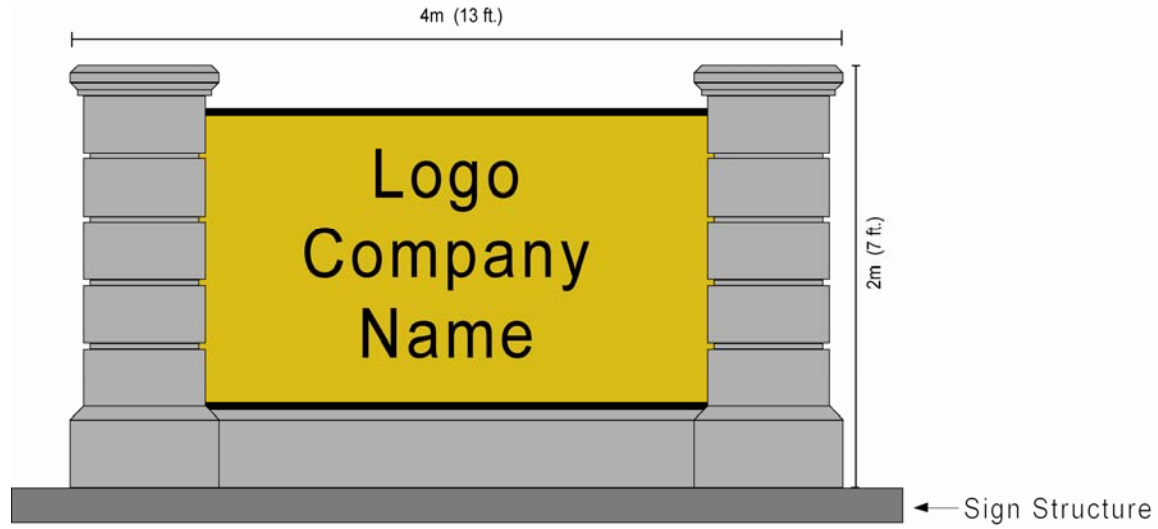 4m (13 ft.)
Logo
Company
Name
2m (7 ft.)
Sign Structure